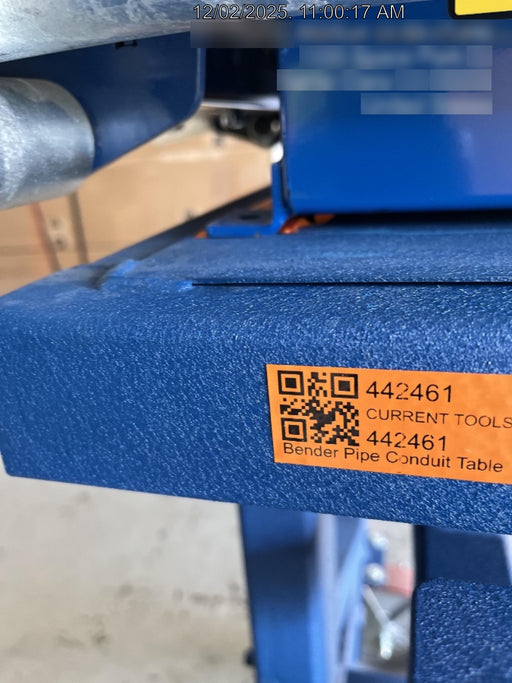 12/02/2025, 11:00:17 AM
442461
CURRENT TOOLS
442461
Bender Pipe Conduit Table